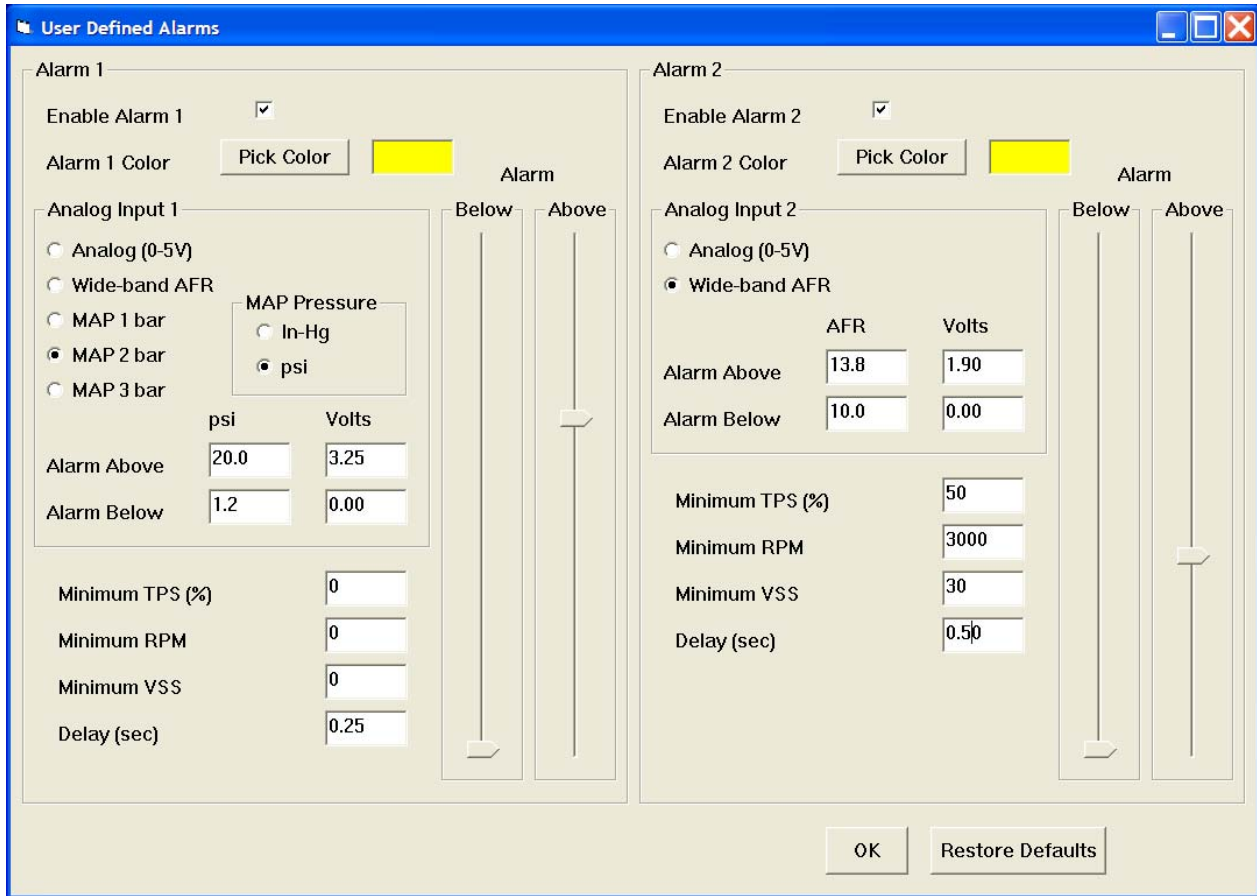 User Defined Alarms
Alarm 1
Enable Alarm 1
Alarm 1 Color Pick Color
Alarm
Analog Input 1
Below Above
Analog (0-5V)
Wide-band AFR
MAP 1 bar
MAP 2 bar
MAP 3 bar
MAP Pressure
In-Hg
psi
psi Volts
Alarm Above 20.0 3.25
Alarm Below 1.2 0.00
Minimum TPS (%) 0
Minimum RPM 0
Minimum VSS 0
Delay (sec) 0.25
Alarm 2
Enable Alarm 2
Alarm 2 Color Pick Color
Alarm
Analog Input 2
Below Above
Analog (0-5V)
Wide-band AFR
AFR Volts
Alarm Above 13.8 1.90
Alarm Below 10.0 0.00
Minimum TPS (%) 50
Minimum RPM 3000
Minimum VSS 30
Delay (sec) 0.50
OK Restore Defaults